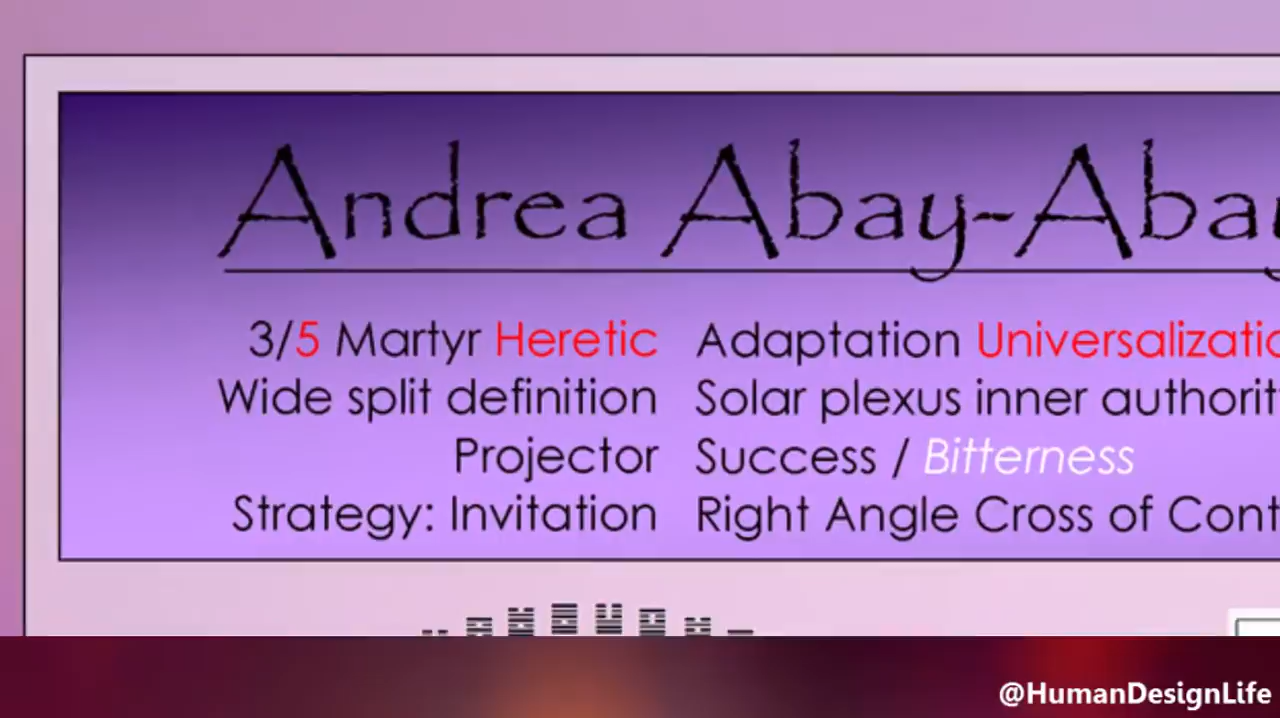 Andrea Abay-Abay
3/5 Martyr Heretic Adaptation Universalizatio
Wide split definition Solar plexus inner authorit
Projector Success / Bitterness
Strategy: Invitation Right Angle Cross of Cont
@HumanDesignLife